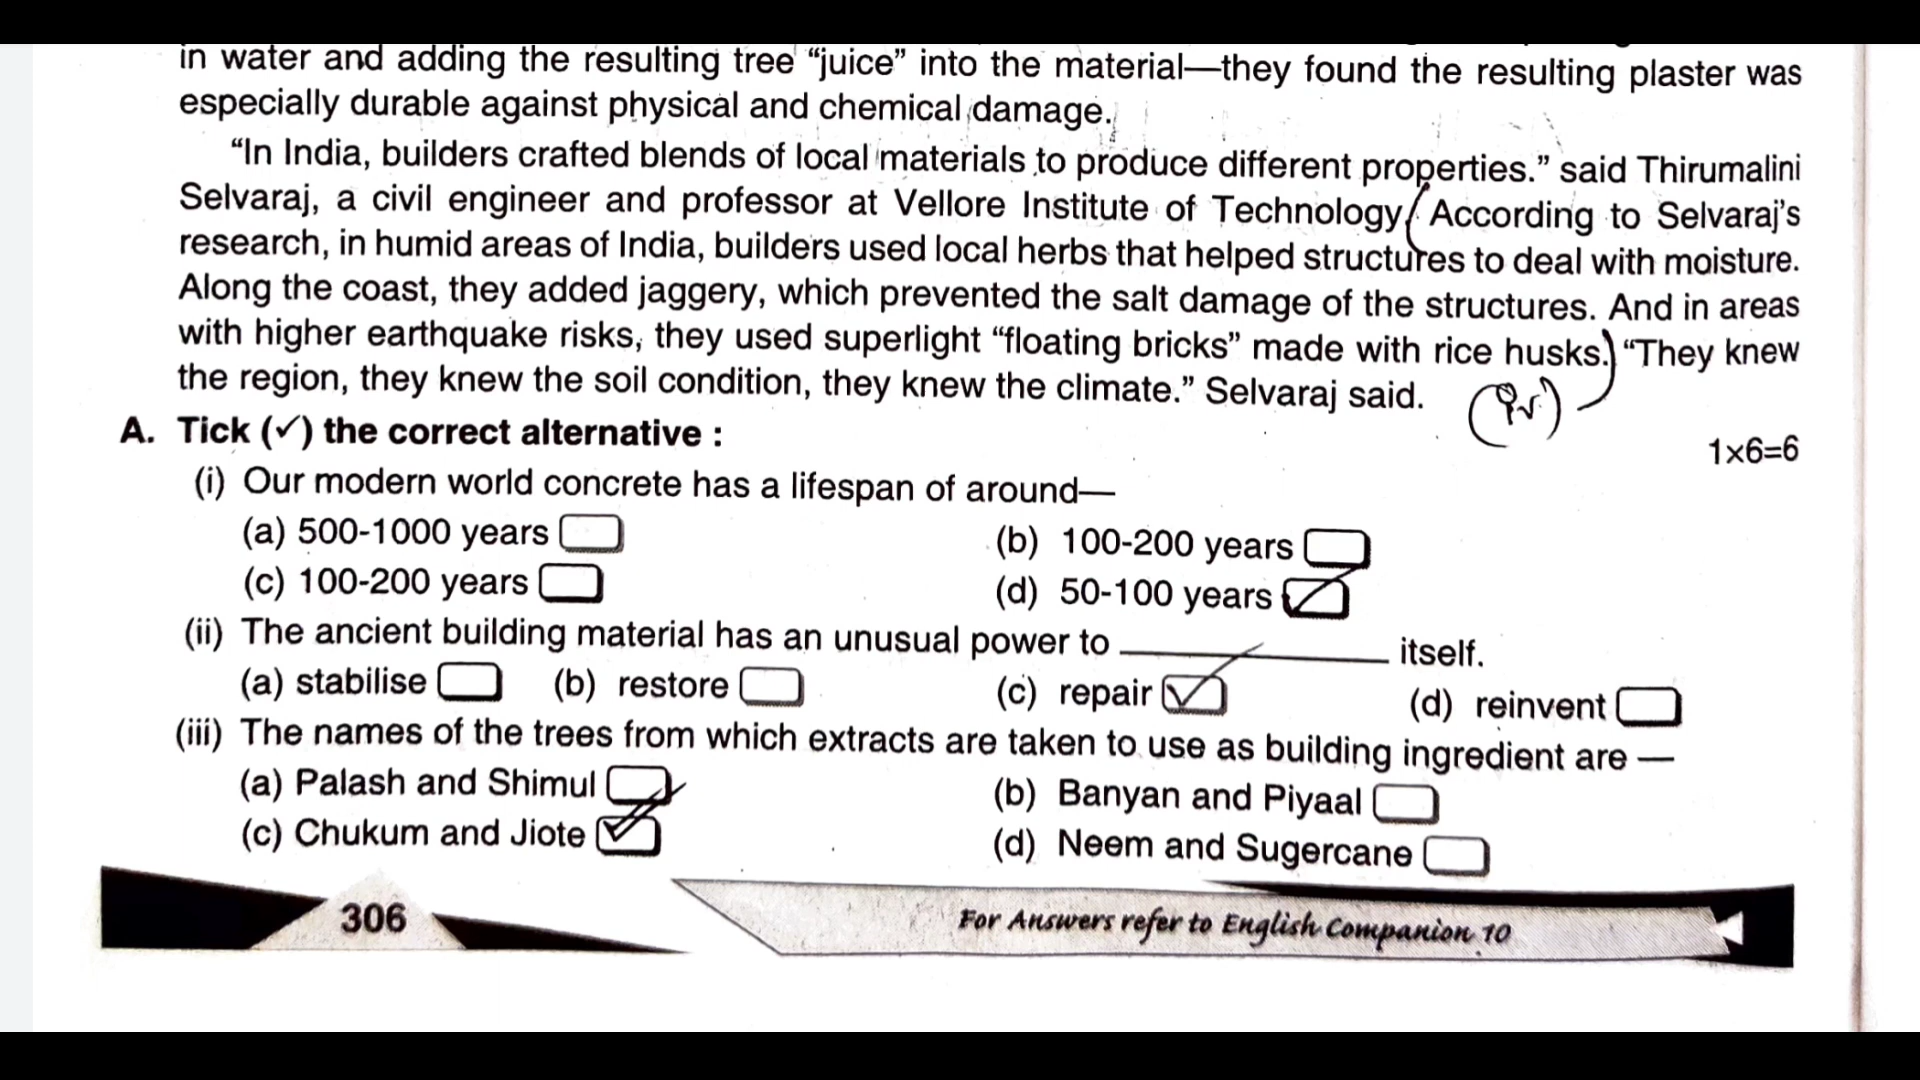 in water and adding the resulting tree “juice” into the material—they found the resulting plaster was
especially durable against physical and chemical damage.
“In India, builders crafted blends of local materials to produce different properties.” said Thirumalini
Selvaraj, a civil engineer and professor at Vellore Institute of Technology. According to Selvaraj's
research, in humid areas of India, builders used local herbs that helped structures to deal with moisture.
Along the coast, they added jaggery, which prevented the salt damage of the structures. And in areas
with higher earthquake risks, they used superlight “floating bricks” made with rice husks. “They knew
the region, they knew the soil condition, they knew the climate.” Selvaraj said.
A. Tick (✓) the correct alternative :
1×6=6
(i) Our modern world concrete has a lifespan of around—
(a) 500-1000 years (b) 100-200 years
(c) 100-200 years (d) 50-100 years ✓
(ii) The ancient building material has an unusual power to ____________ itself.
(a) stabilise (b) restore (c) repair ✓ (d) reinvent
(iii) The names of the trees from which extracts are taken to use as building ingredient are —
(a) Palash and Shimul (b) Banyan and Piyaal
(c) Chukum and Jiote ✓ (d) Neem and Sugercane
306
For Answers refer to English Companion 10